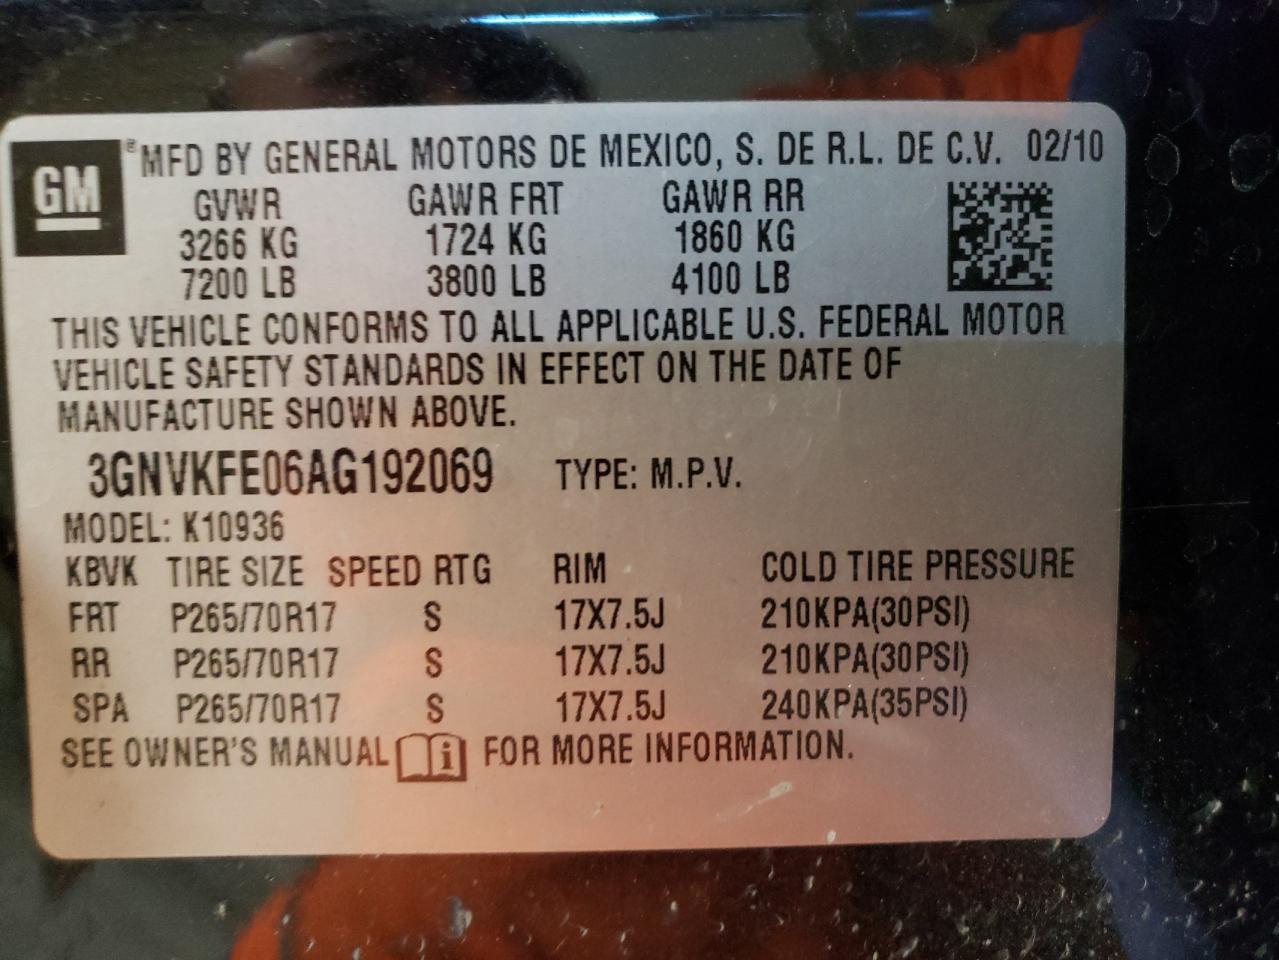 GM ® MFD BY GENERAL MOTORS DE MEXICO, S. DE R.L. DE C.V. 02/10
GVWR GAWR FRT GAWR RR
3266 KG 1724 KG 1860 KG
7200 LB 3800 LB 4100 LB
THIS VEHICLE CONFORMS TO ALL APPLICABLE U.S. FEDERAL MOTOR
VEHICLE SAFETY STANDARDS IN EFFECT ON THE DATE OF
MANUFACTURE SHOWN ABOVE.
3GNVKFE06AG192069 TYPE: M.P.V.
MODEL: K10936
KBVK TIRE SIZE SPEED RTG RIM COLD TIRE PRESSURE
FRT P265/70R17 S 17X7.5J 210KPA(30PSI)
RR P265/70R17 S 17X7.5J 210KPA(30PSI)
SPA P265/70R17 S 17X7.5J 240KPA(35PSI)
SEE OWNER'S MANUAL i FOR MORE INFORMATION.